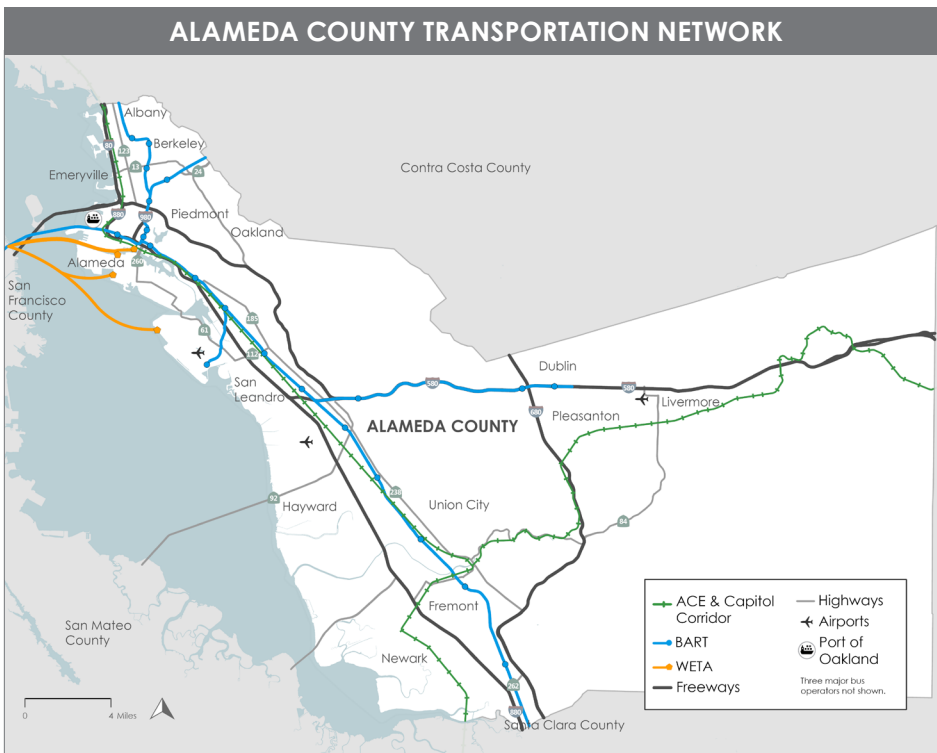 ALAMEDA COUNTY TRANSPORTATION NETWORK
Albany
80
123
Berkeley
13
24
Contra Costa County
Emeryville
880
980
Piedmont
Oakland
Alameda
260
San
Francisco
County
61
185
112
San
Leandro
580
Dublin
580
680
Pleasanton
Livermore
ALAMEDA COUNTY
238
Union City
92
Hayward
84
Fremont
San Mateo
County
Newark
262
880
Santa Clara County
0
4 Miles
ACE & Capitol
Corridor
BART
WETA
Freeways
Highways
Airports
Port of
Oakland
Three major bus
operators not shown.